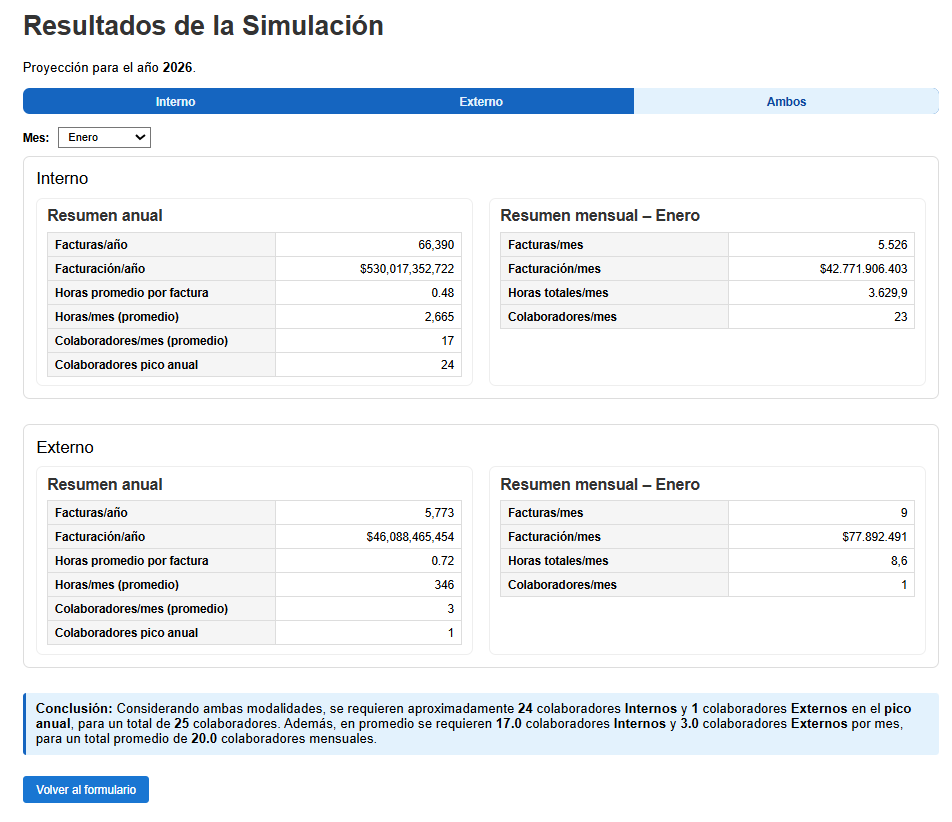 Resultados de la Simulación
Proyección para el año 2026.
Interno Externo Ambos
Mes: Enero
Interno
Resumen anual
Facturas/año 66,390
Facturación/año $530,017,352,722
Horas promedio por factura 0.48
Horas/mes (promedio) 2,665
Colaboradores/mes (promedio) 17
Colaboradores pico anual 24
Resumen mensual – Enero
Facturas/mes 5.526
Facturación/mes $42.771.906.403
Horas totales/mes 3.629,9
Colaboradores/mes 23
Externo
Resumen anual
Facturas/año 5,773
Facturación/año $46,088,465,454
Horas promedio por factura 0.72
Horas/mes (promedio) 346
Colaboradores/mes (promedio) 3
Colaboradores pico anual 1
Resumen mensual – Enero
Facturas/mes 9
Facturación/mes $77.892.491
Horas totales/mes 8,6
Colaboradores/mes 1
Conclusión: Considerando ambas modalidades, se requieren aproximadamente 24 colaboradores Internos y 1 colaboradores Externos en el pico
anual, para un total de 25 colaboradores. Además, en promedio se requieren 17.0 colaboradores Internos y 3.0 colaboradores Externos por mes,
para un total promedio de 20.0 colaboradores mensuales.
Volver al formulario